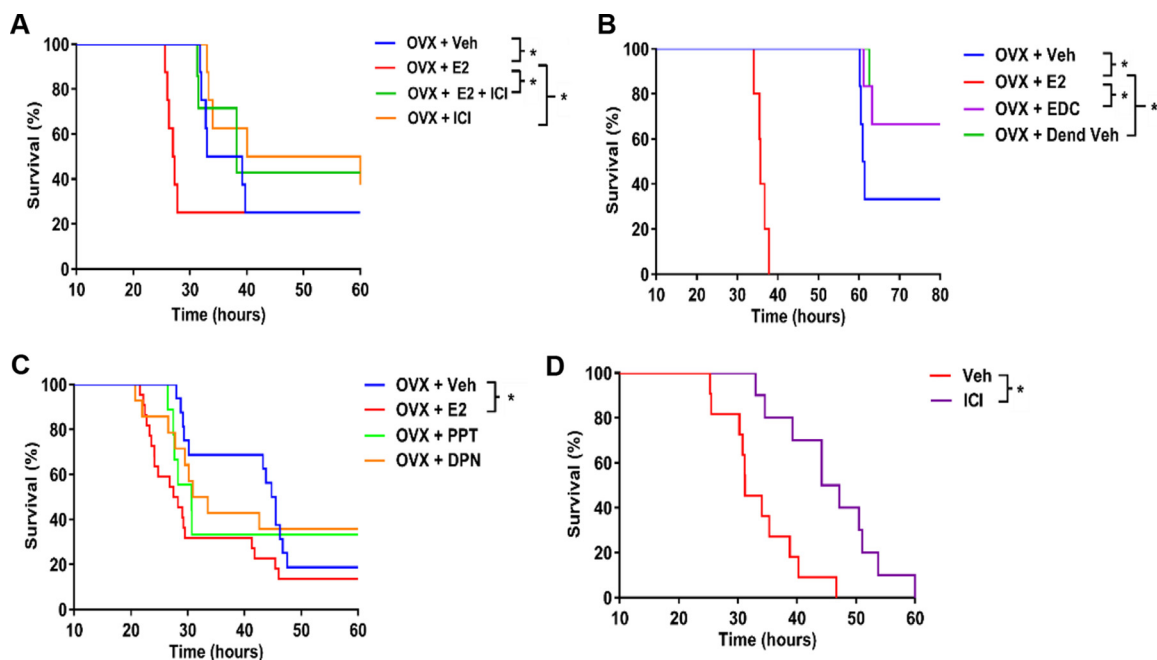 A
Survival (%)
100
80
60
40
20
0
10 20 30 40 50 60
Time (hours)
OVX + Veh
OVX + E2
OVX + E2 + ICI
OVX + ICI
*
*
*
B
Survival (%)
100
80
60
40
20
0
10 20 30 40 50 60 70 80
Time (hours)
OVX + Veh
OVX + E2
OVX + EDC
OVX + Dend Veh
*
*
*
C
Survival (%)
100
80
60
40
20
0
10 20 30 40 50 60
Time (hours)
OVX + Veh
OVX + E2
OVX + PPT
OVX + DPN
*
D
Survival (%)
100
80
60
40
20
0
10 20 30 40 50 60
Time (hours)
Veh
ICI
*